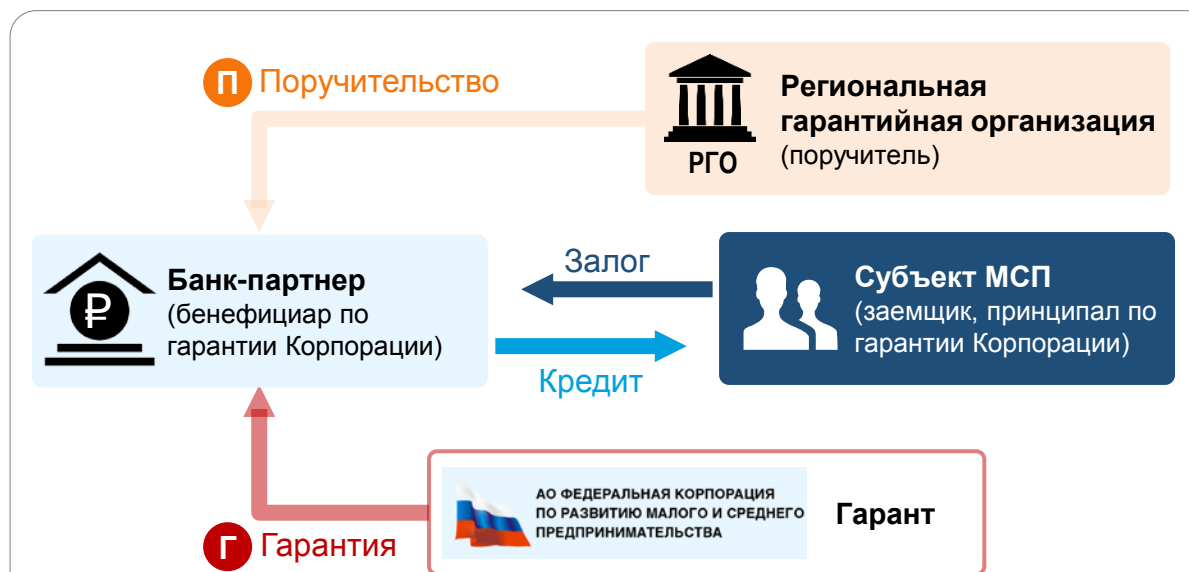 П Поручительство
РГО
Региональная
гарантийная организация
(поручитель)
₽
Банк-партнер
(бенефициар по
гарантии Корпорации)
Залог
Кредит
Субъект МСП
(заемщик, принципал по
гарантии Корпорации)
Г Гарантия
АО ФЕДЕРАЛЬНАЯ КОРПОРАЦИЯ
ПО РАЗВИТИЮ МАЛОГО И СРЕДНЕГО
ПРЕДПРИНИМАТЕЛЬСТВА
Гарант